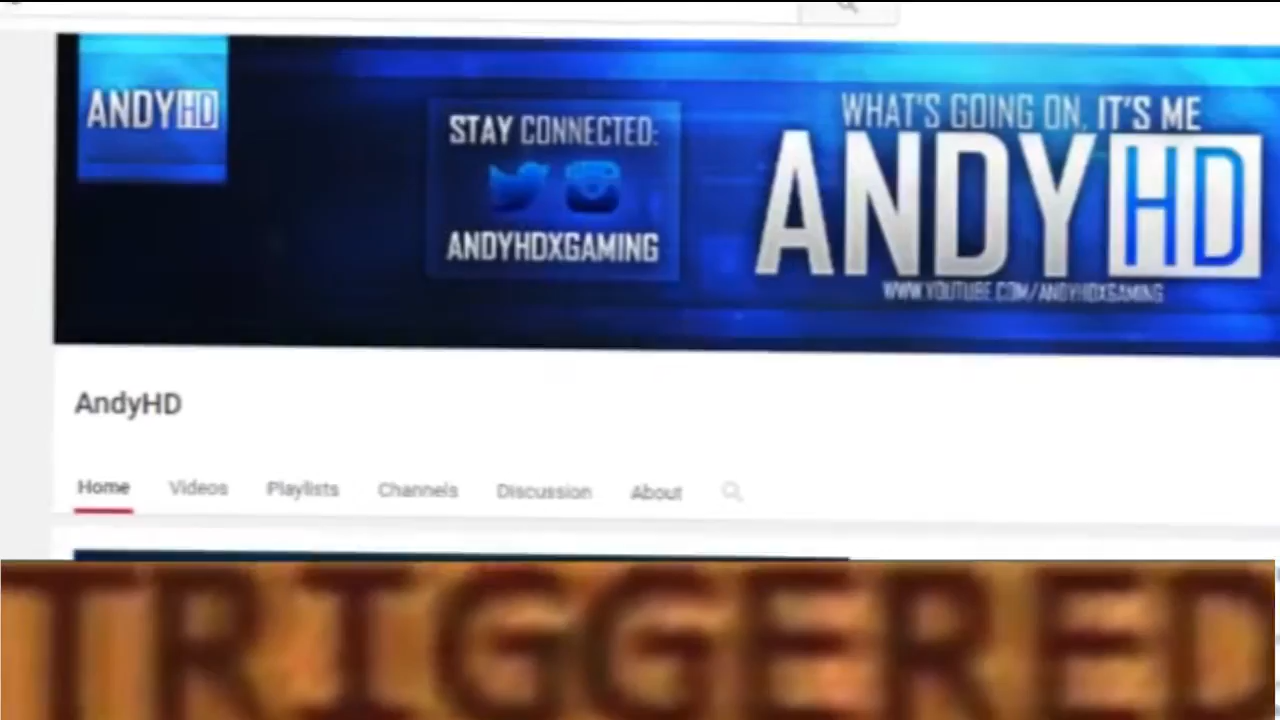 ANDYHD
STAY CONNECTED:
ANDYHDXGAMING
WHAT'S GOING ON, IT'S ME
ANDYHD
WWW.YOUTUBE.COM/ANDYHDXGAMING
AndyHD
Home Videos Playlists Channels Discussion About
TRIGGERED